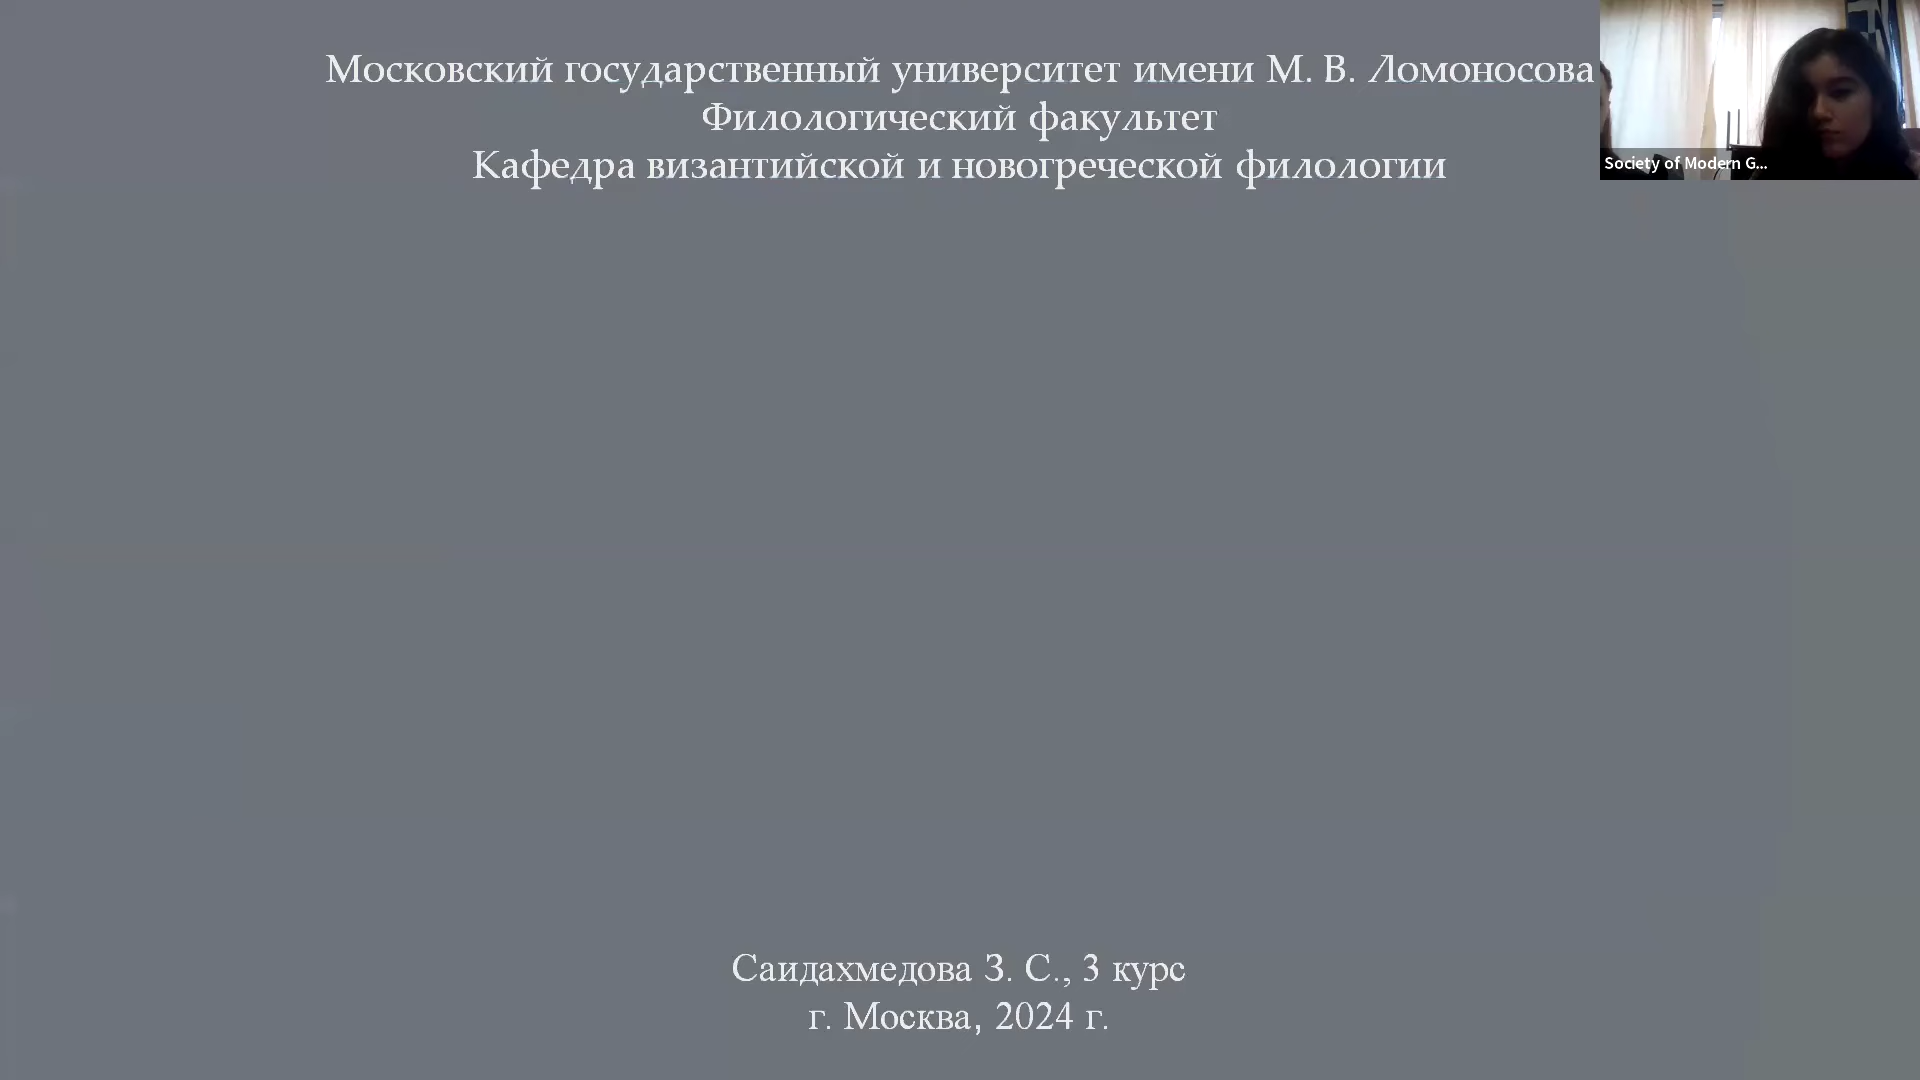 Московский государственный университет имени М. В. Ломоносова
Филологический факультет
Кафедра византийской и новогреческой филологии
Society of Modern G...
Саидахмедова З. С., 3 курс
г. Москва, 2024 г.